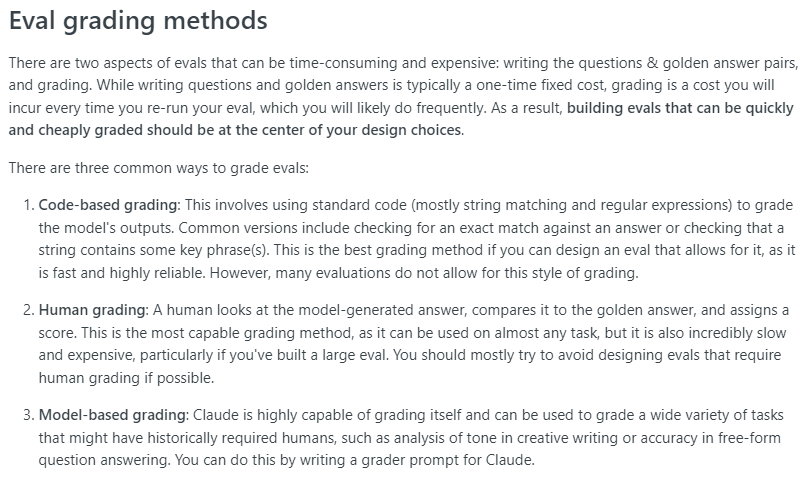 Eval grading methods
There are two aspects of evals that can be time-consuming and expensive: writing the questions & golden answer pairs,
and grading. While writing questions and golden answers is typically a one-time fixed cost, grading is a cost you will
incur every time you re-run your eval, which you will likely do frequently. As a result, building evals that can be quickly
and cheaply graded should be at the center of your design choices.
There are three common ways to grade evals:
1. Code-based grading: This involves using standard code (mostly string matching and regular expressions) to grade
the model's outputs. Common versions include checking for an exact match against an answer or checking that a
string contains some key phrase(s). This is the best grading method if you can design an eval that allows for it, as it
is fast and highly reliable. However, many evaluations do not allow for this style of grading.
2. Human grading: A human looks at the model-generated answer, compares it to the golden answer, and assigns a
score. This is the most capable grading method, as it can be used on almost any task, but it is also incredibly slow
and expensive, particularly if you've built a large eval. You should mostly try to avoid designing evals that require
human grading if possible.
3. Model-based grading: Claude is highly capable of grading itself and can be used to grade a wide variety of tasks
that might have historically required humans, such as analysis of tone in creative writing or accuracy in free-form
question answering. You can do this by writing a grader prompt for Claude.